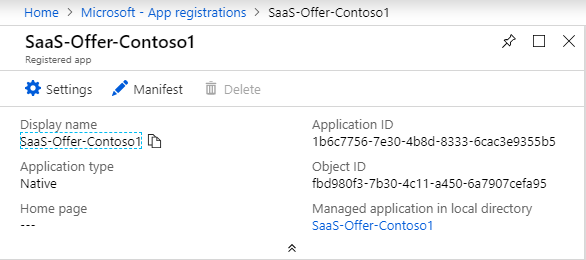 Home > Microsoft - App registrations > SaaS-Offer-Contoso1
SaaS-Offer-Contoso1
Registered app
Settings Manifest Delete
Display name
SaaS-Offer-Contoso1
Application type
Native
Home page
---
Application ID
1b6c7756-7e30-4b8d-8333-6cac3e9355b5
Object ID
fbd980f3-7b30-4c11-a450-6a7907cefa95
Managed application in local directory
SaaS-Offer-Contoso1